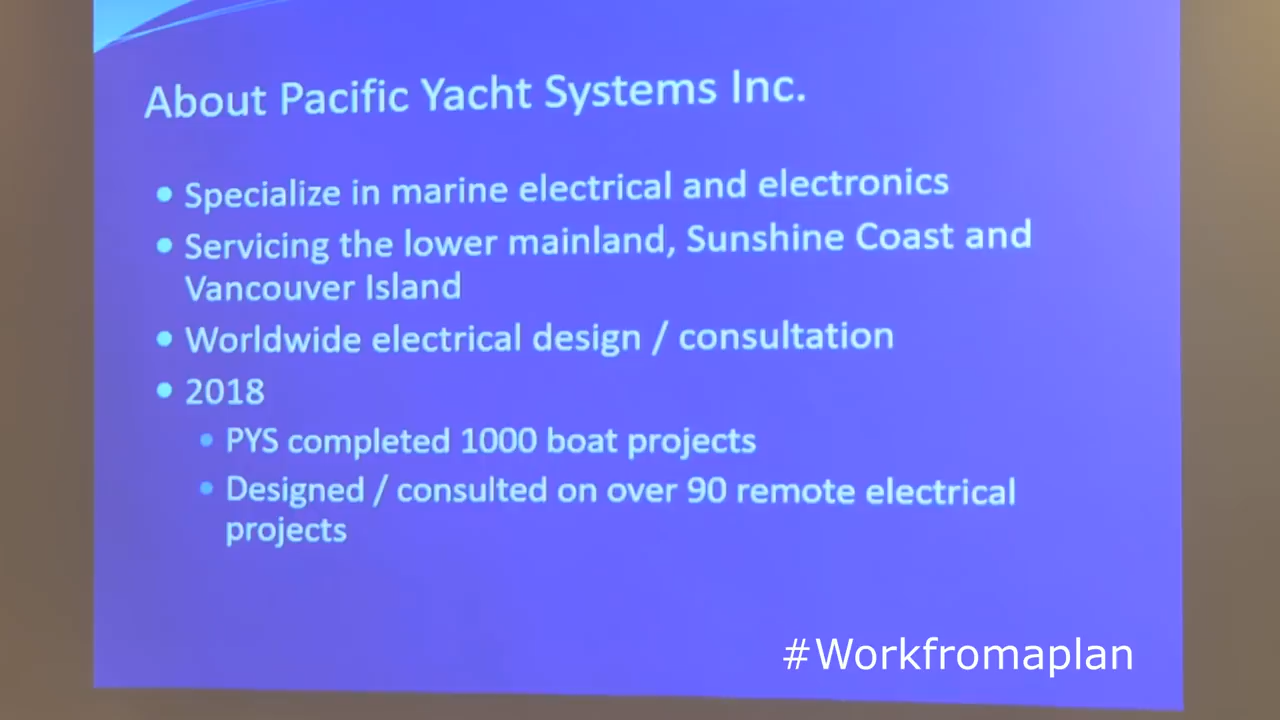 About Pacific Yacht Systems Inc.
• Specialize in marine electrical and electronics
• Servicing the lower mainland, Sunshine Coast and
Vancouver Island
• Worldwide electrical design / consultation
• 2018
• PYS completed 1000 boat projects
• Designed / consulted on over 90 remote electrical
projects
#Workfromaplan